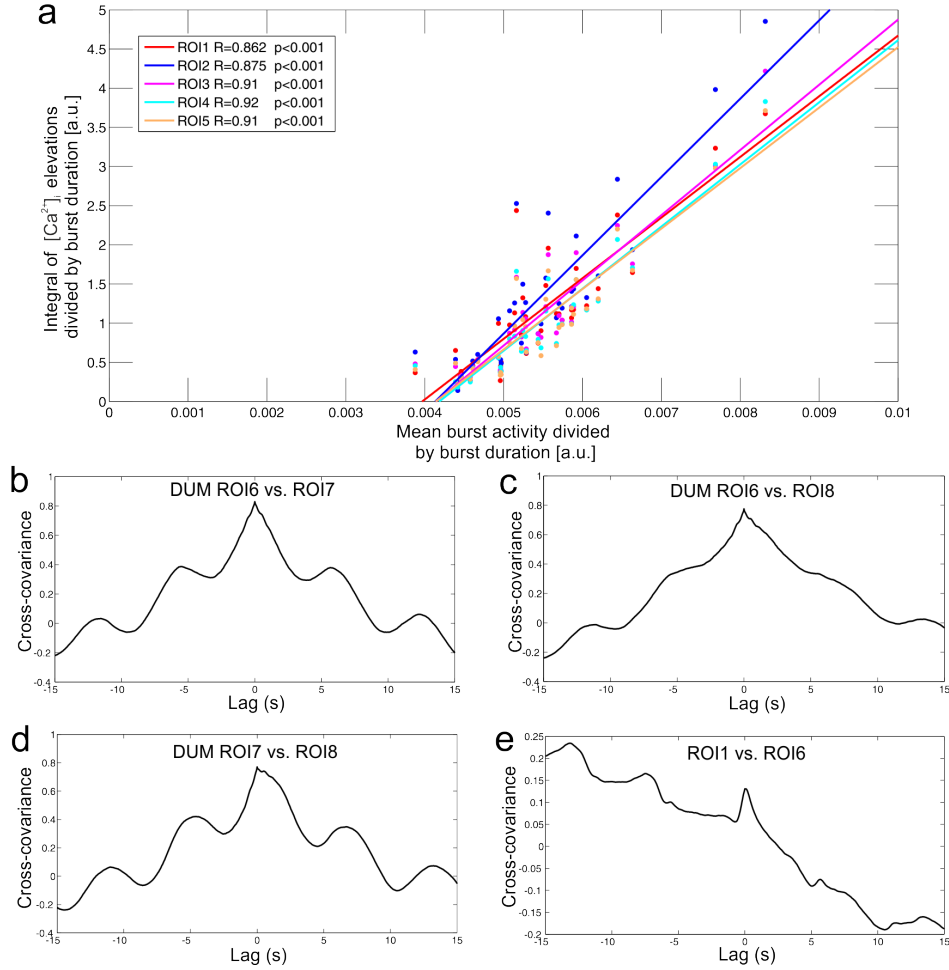 a
5
4.5
4
3.5
3
2.5
2
1.5
1
0.5
0
Integral of [Ca²⁺]ᵢ elevations
divided by burst duration [a.u.]
ROI1 R=0.862 p<0.001
ROI2 R=0.875 p<0.001
ROI3 R=0.91 p<0.001
ROI4 R=0.92 p<0.001
ROI5 R=0.91 p<0.001
0 0.001 0.002 0.003 0.004 0.005 0.006 0.007 0.008 0.009 0.01
Mean burst activity divided
by burst duration [a.u.]
b
DUM ROI6 vs. ROI7
Cross-covariance
1
0.8
0.6
0.4
0.2
0
-0.2
-0.4
-15 -10 -5 0 5 10 15
Lag (s)
c
DUM ROI6 vs. ROI8
Cross-covariance
1
0.8
0.6
0.4
0.2
0
-0.2
-0.4
-15 -10 -5 0 5 10 15
Lag (s)
d
DUM ROI7 vs. ROI8
Cross-covariance
1
0.8
0.6
0.4
0.2
0
-0.2
-0.4
-15 -10 -5 0 5 10 15
Lag (s)
e
ROI1 vs. ROI6
Cross-covariance
0.25
0.2
0.15
0.1
0.05
0
-0.05
-0.1
-0.15
-0.2
-15 -10 -5 0 5 10 15
Lag (s)